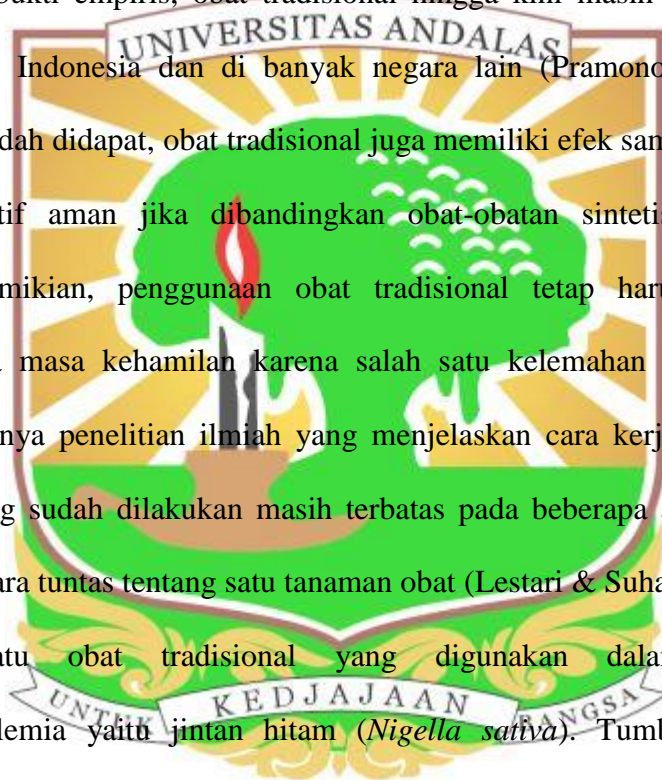 bukti empiris, obat tradisional hingga kini masih
UNIVERSITAS ANDALAS
Indonesia dan di banyak negara lain (Pramono
dah didapat, obat tradisional juga memiliki efek sam
tif aman jika dibandingkan obat-obatan sintetis
mikian, penggunaan obat tradisional tetap haru
masa kehamilan karena salah satu kelemahan
nya penelitian ilmiah yang menjelaskan cara kerj
g sudah dilakukan masih terbatas pada beberapa
ara tuntas tentang satu tanaman obat (Lestari & Suha
atu obat tradisional yang digunakan dala
UNTUK KEDJAJAAN BANGSA
lemia yaitu jintan hitam (Nigella sativa). Tumb